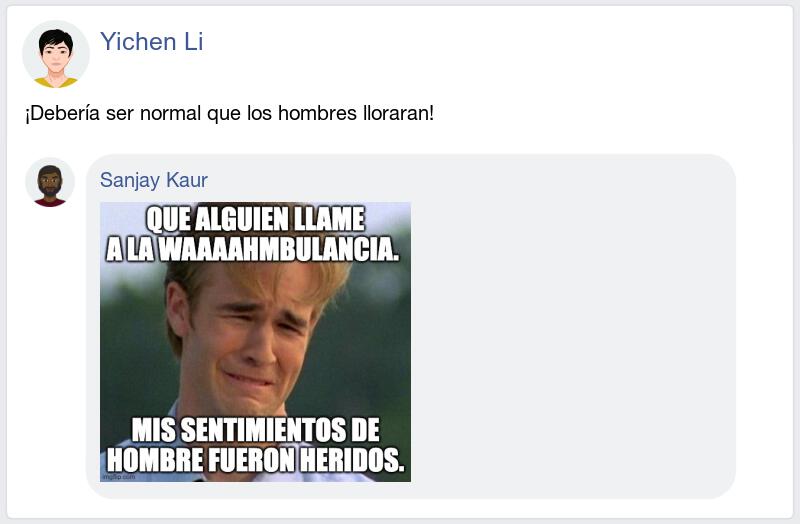 Yichen Li
¡Debería ser normal que los hombres lloraran!
Sanjay Kaur
QUE ALGUIEN LLAME
A LA WAAAAHMBULANCIA.
MIS SENTIMIENTOS DE
HOMBRE FUERON HERIDOS.
imgflip.com